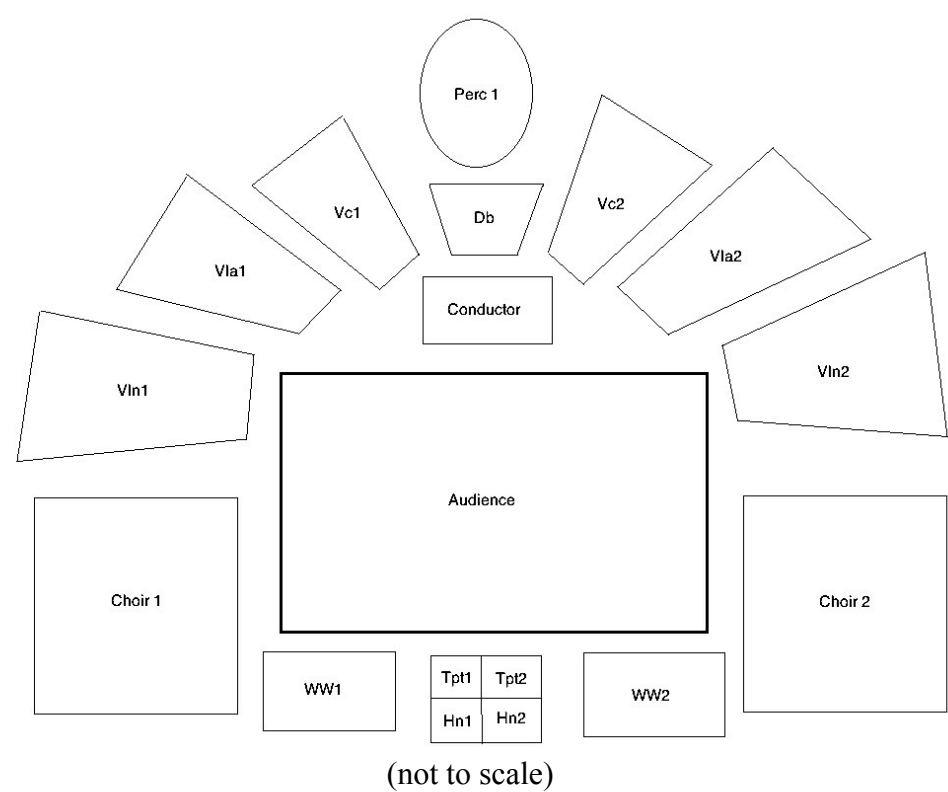 Perc 1
Vc1
Db
Vc2
Vla1
Vla2
Conductor
Vln1
Vln2
Audience
Choir 1
Choir 2
WW1
Tpt1
Tpt2
WW2
Hn1
Hn2
(not to scale)